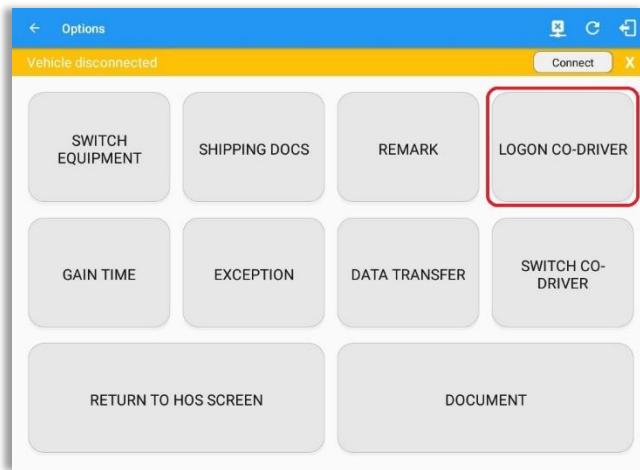 Options
Vehicle disconnected
Connect
X
SWITCH
EQUIPMENT
SHIPPING DOCS
REMARK
LOGON CO-DRIVER
GAIN TIME
EXCEPTION
DATA TRANSFER
SWITCH CO-
DRIVER
RETURN TO HOS SCREEN
DOCUMENT